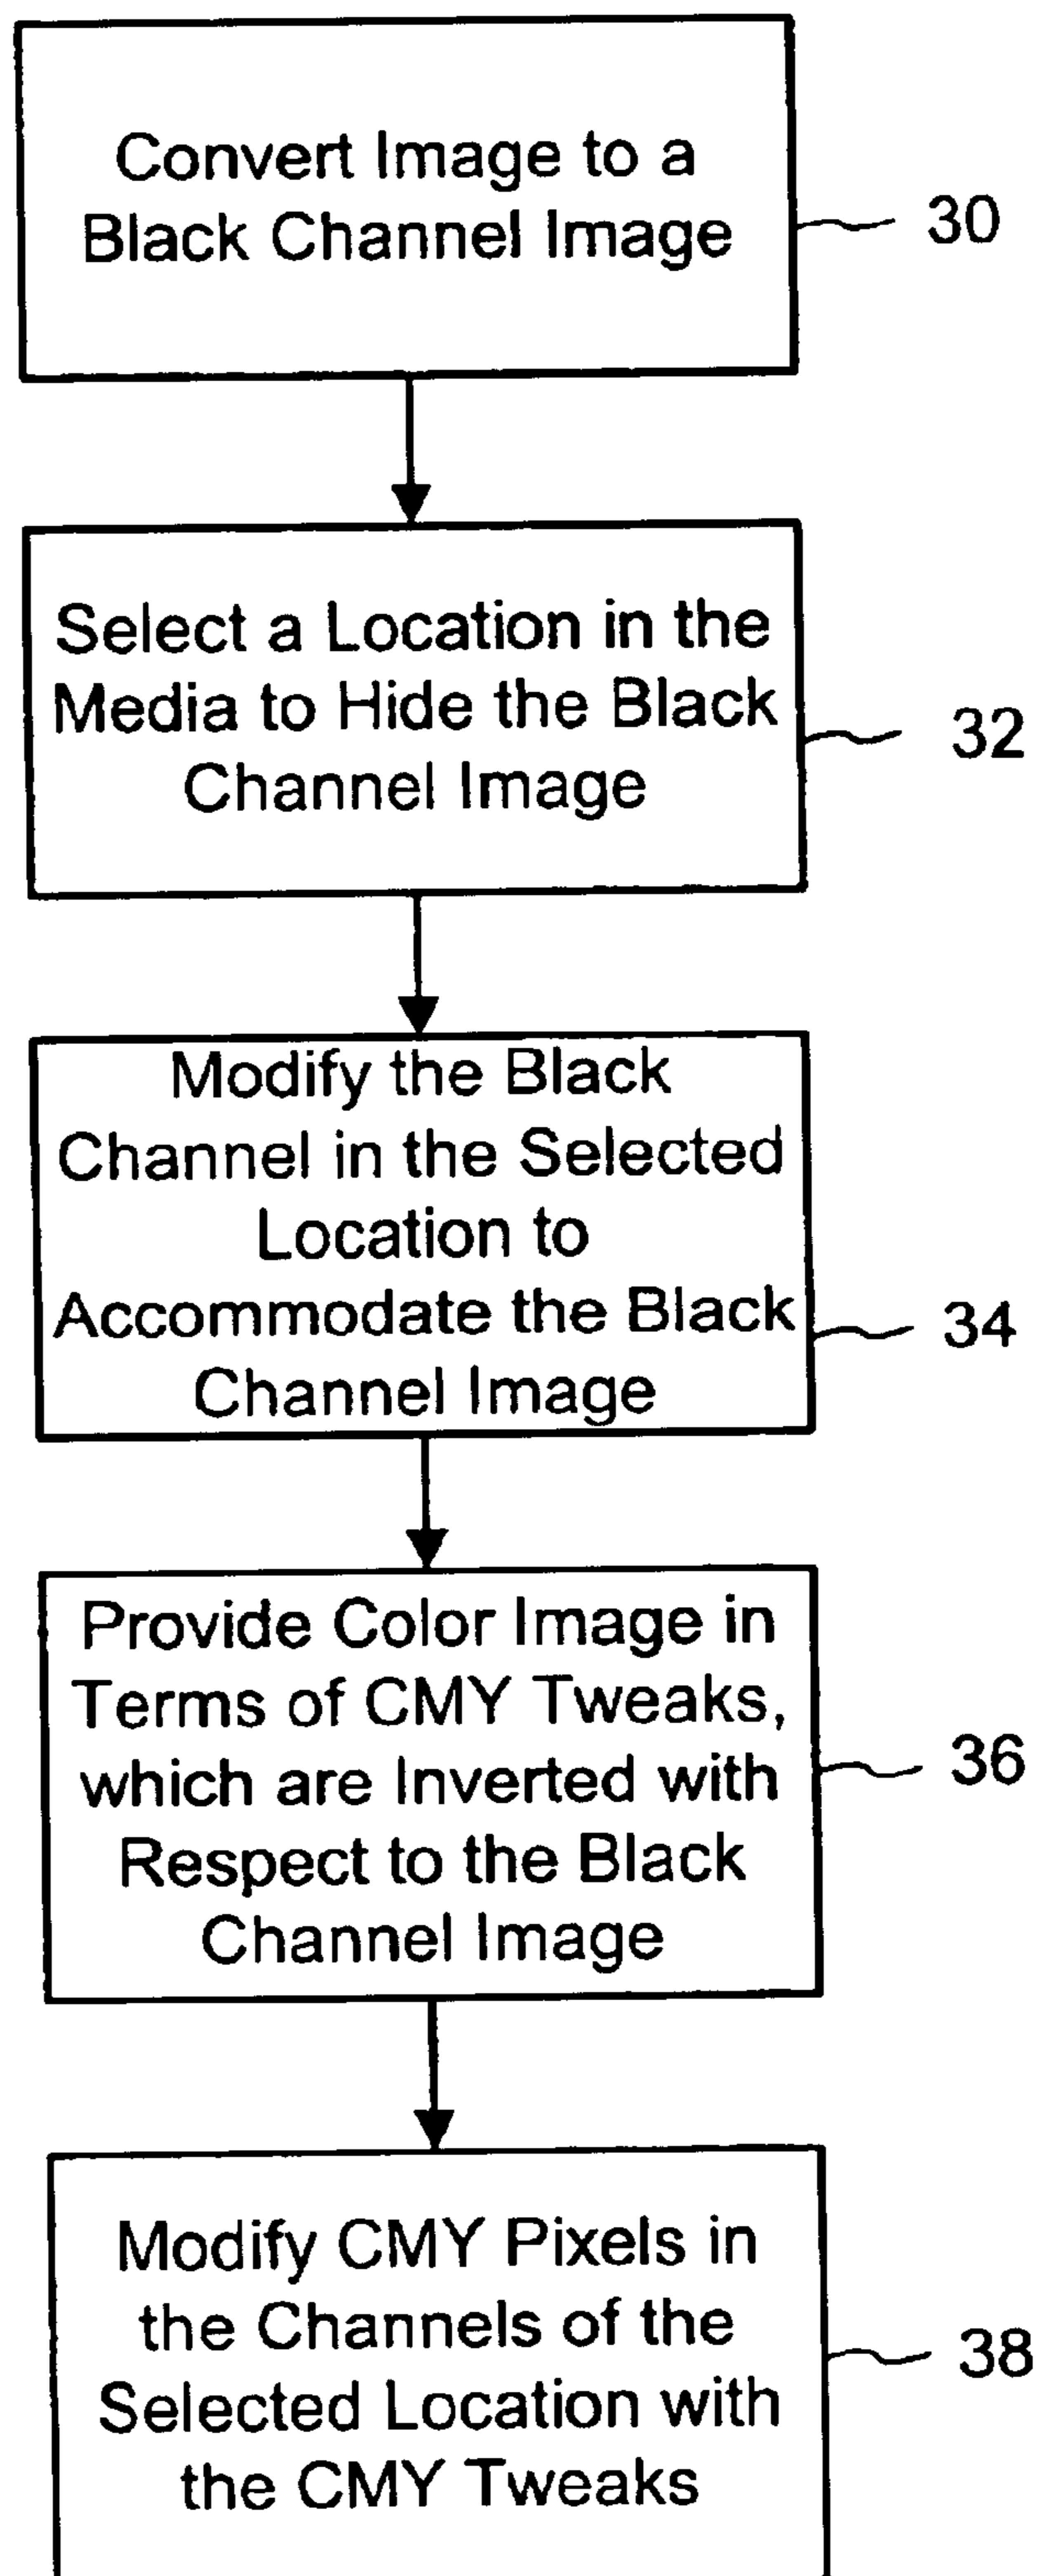 Convert Image to a
Black Channel Image
30
Select a Location in the
Media to Hide the Black
Channel Image
32
Modify the Black
Channel in the Selected
Location to
Accommodate the Black
Channel Image
34
Provide Color Image in
Terms of CMY Tweaks,
which are Inverted with
Respect to the Black
Channel Image
36
Modify CMY Pixels in
the Channels of the
Selected Location with
the CMY Tweaks
38